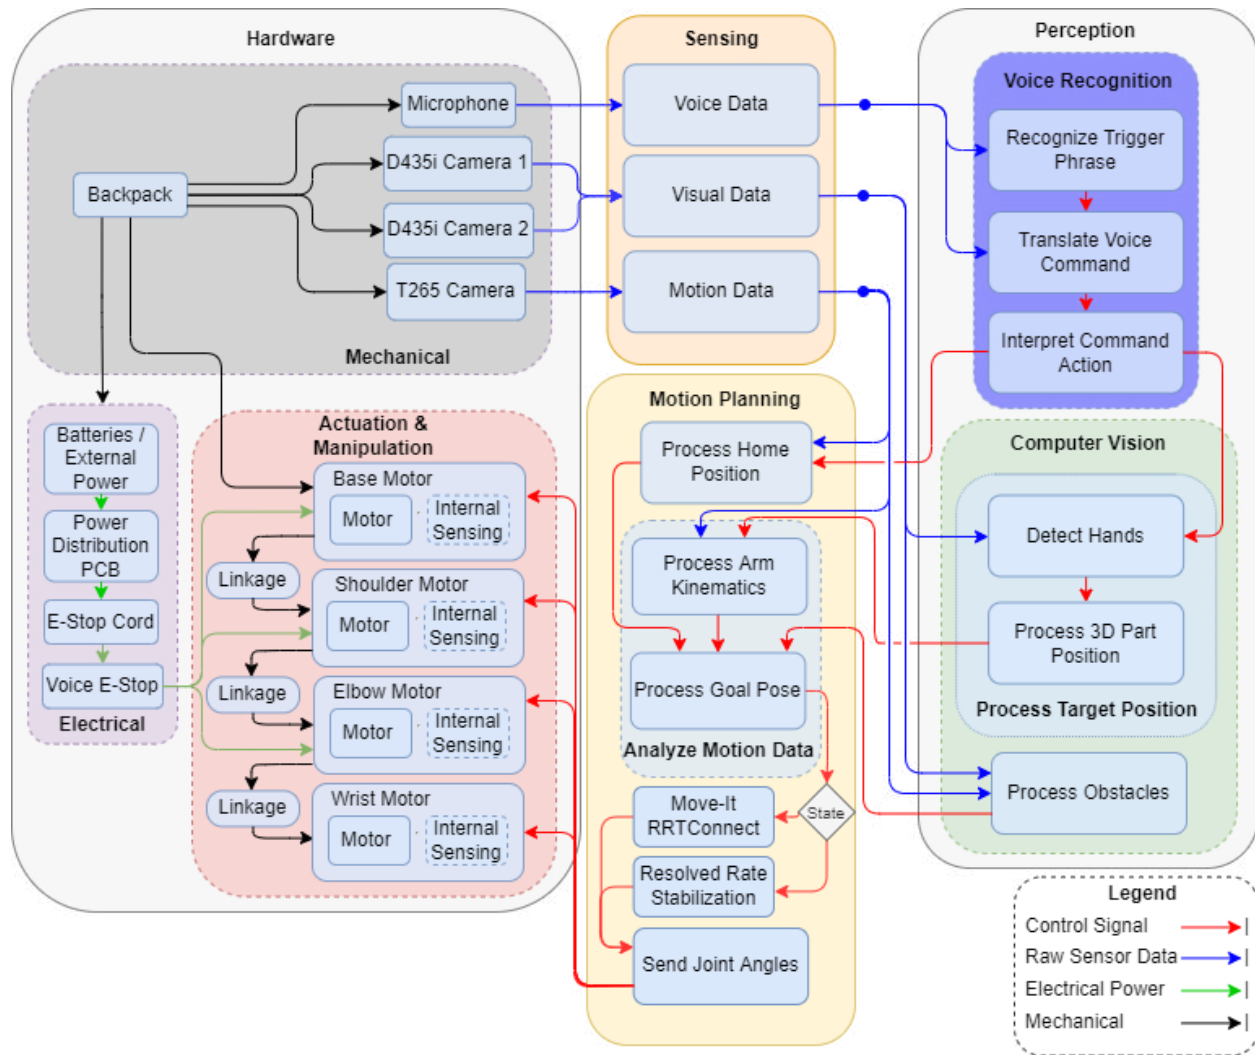 Hardware
Microphone
D435i Camera 1
Backpack
D435i Camera 2
T265 Camera
Mechanical
Sensing
Voice Data
Visual Data
Motion Data
Perception
Voice Recognition
Recognize Trigger
Phrase
Translate Voice
Command
Interpret Command
Action
Batteries /
External
Power
Power
Distribution
PCB
E-Stop Cord
Voice E-Stop
Electrical
Actuation &
Manipulation
Base Motor
Motor
Internal
Sensing
Linkage
Shoulder Motor
Motor
Internal
Sensing
Linkage
Elbow Motor
Motor
Internal
Sensing
Linkage
Wrist Motor
Motor
Internal
Sensing
Motion Planning
Process Home
Position
Process Arm
Kinematics
Process Goal Pose
Analyze Motion Data
State
Move-It
RRTConnect
Resolved Rate
Stabilization
Send Joint Angles
Computer Vision
Detect Hands
Process 3D Part
Position
Process Target Position
Process Obstacles
Legend
Control Signal
Raw Sensor Data
Electrical Power
Mechanical